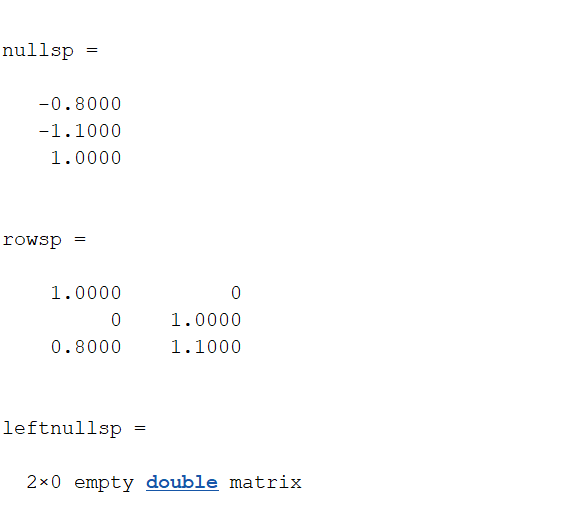 nullsp =
-0.8000
-1.1000
1.0000
rowsp =
1.0000 0
0 1.0000
0.8000 1.1000
leftnullsp =
2×0 empty double matrix